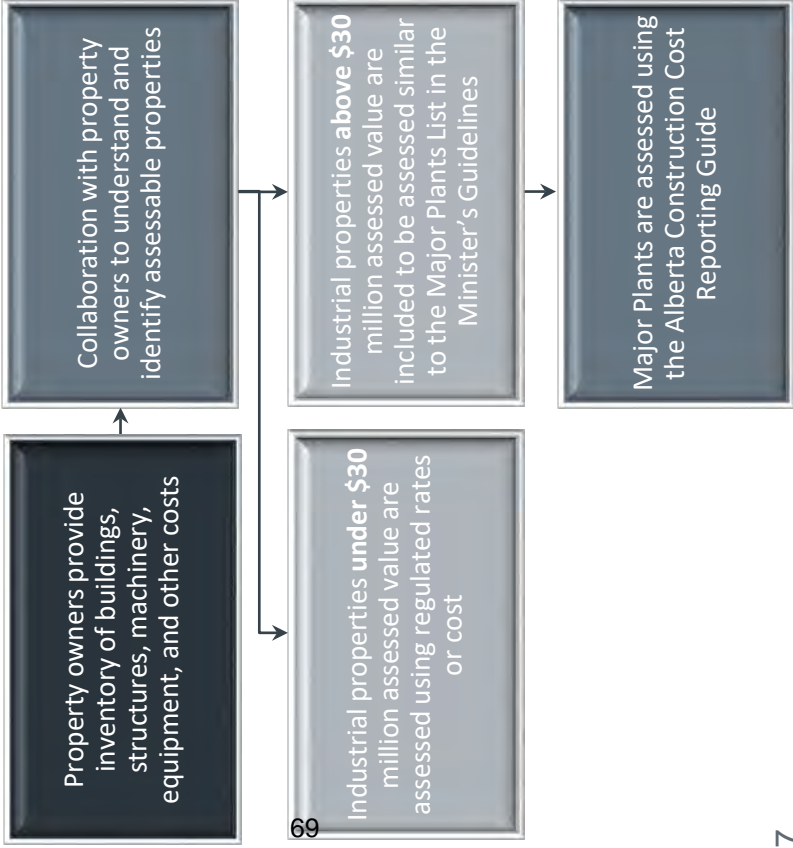 Property owners provide
inventory of buildings,
structures, machinery,
equipment, and other costs
Collaboration with property
owners to understand and
identify assessable properties
Industrial properties under $30
million assessed value are
assessed using regulated rates
or cost
Industrial properties above $30
million assessed value are
included to be assessed similar
to the Major Plants List in the
Minister’s Guidelines
Major Plants are assessed using
the Alberta Construction Cost
Reporting Guide
69
7